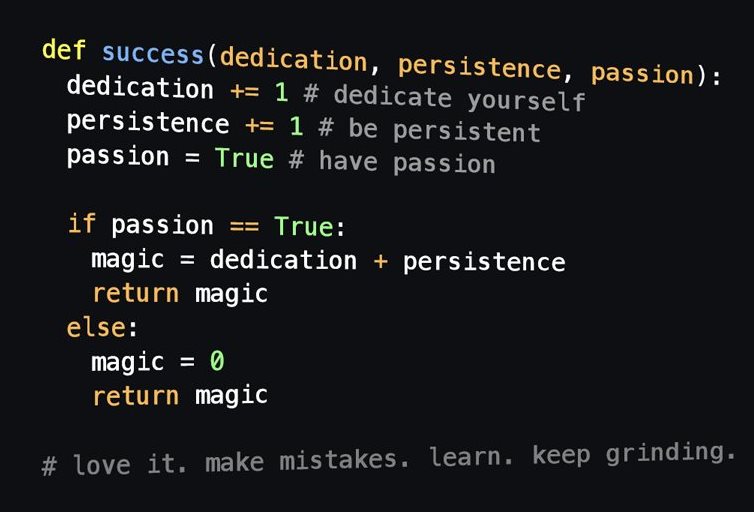 def success(dedication, persistence, passion):
  dedication += 1 # dedicate yourself
  persistence += 1 # be persistent
  passion = True # have passion

  if passion == True:
    magic = dedication + persistence
    return magic
  else:
    magic = 0
    return magic

# love it. make mistakes. learn. keep grinding.